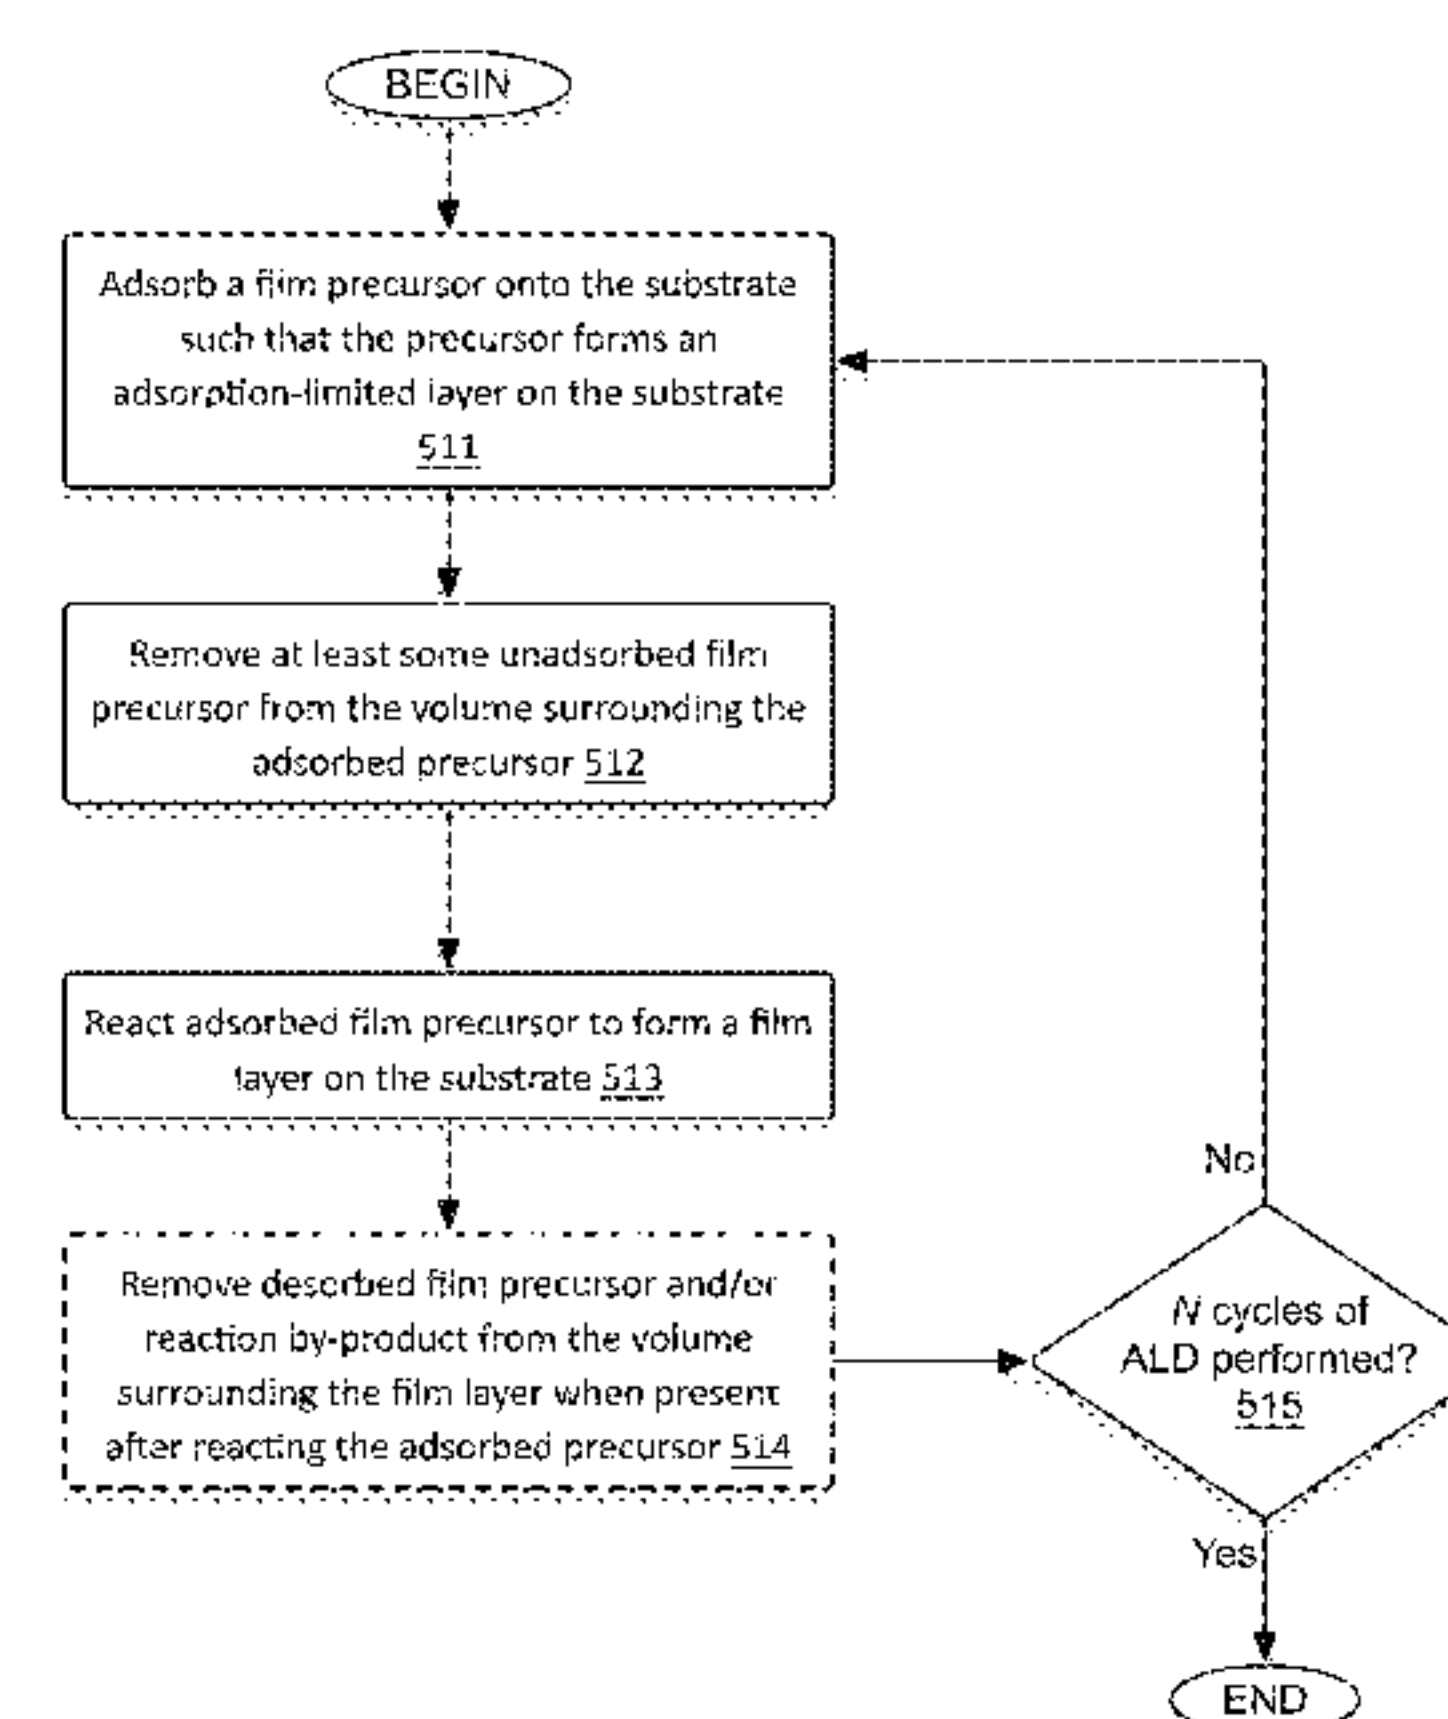 BEGIN
Adsorb a film precursor onto the substrate
such that the precursor forms an
adsorption-limited layer on the substrate
511
Remove at least some unadsorbed film
precursor from the volume surrounding the
adsorbed precursor 512
React adsorbed film precursor to form a film
layer on the substrate 513
Remove desorbed film precursor and/or
reaction by-product from the volume
surrounding the film layer when present
after reacting the adsorbed precursor 514
No
N cycles of
ALD performed?
515
Yes
END